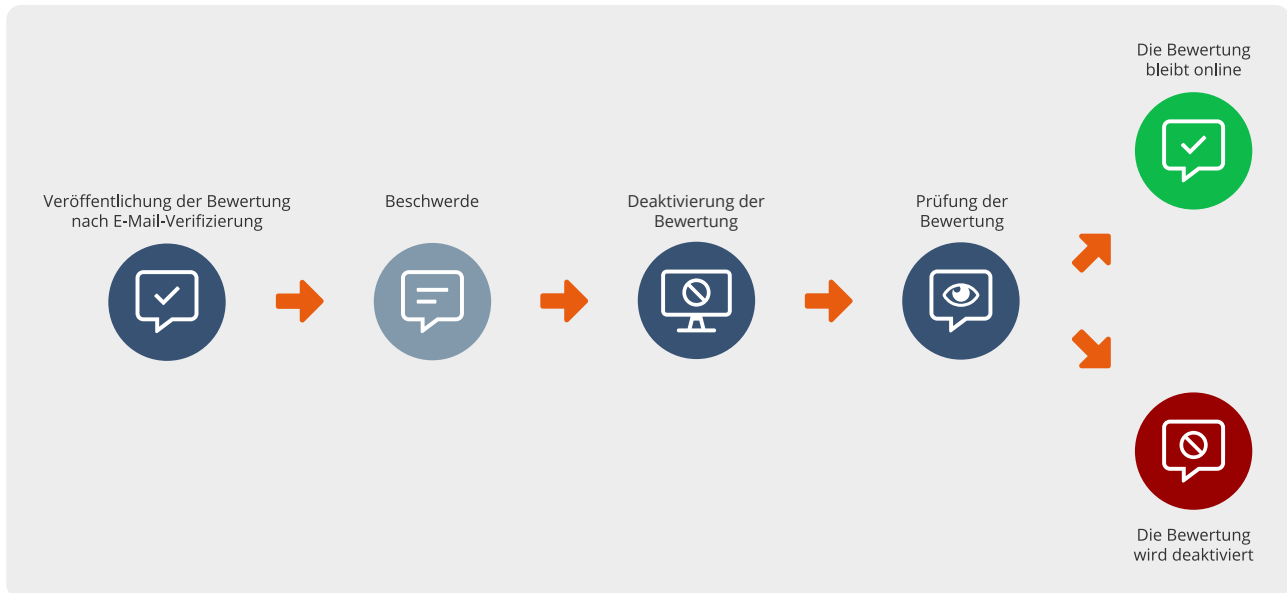 Veröffentlichung der Bewertung
nach E-Mail-Verifizierung
Beschwerde
Deaktivierung der
Bewertung
Prüfung der
Bewertung
Die Bewertung
bleibt online
Die Bewertung
wird deaktiviert